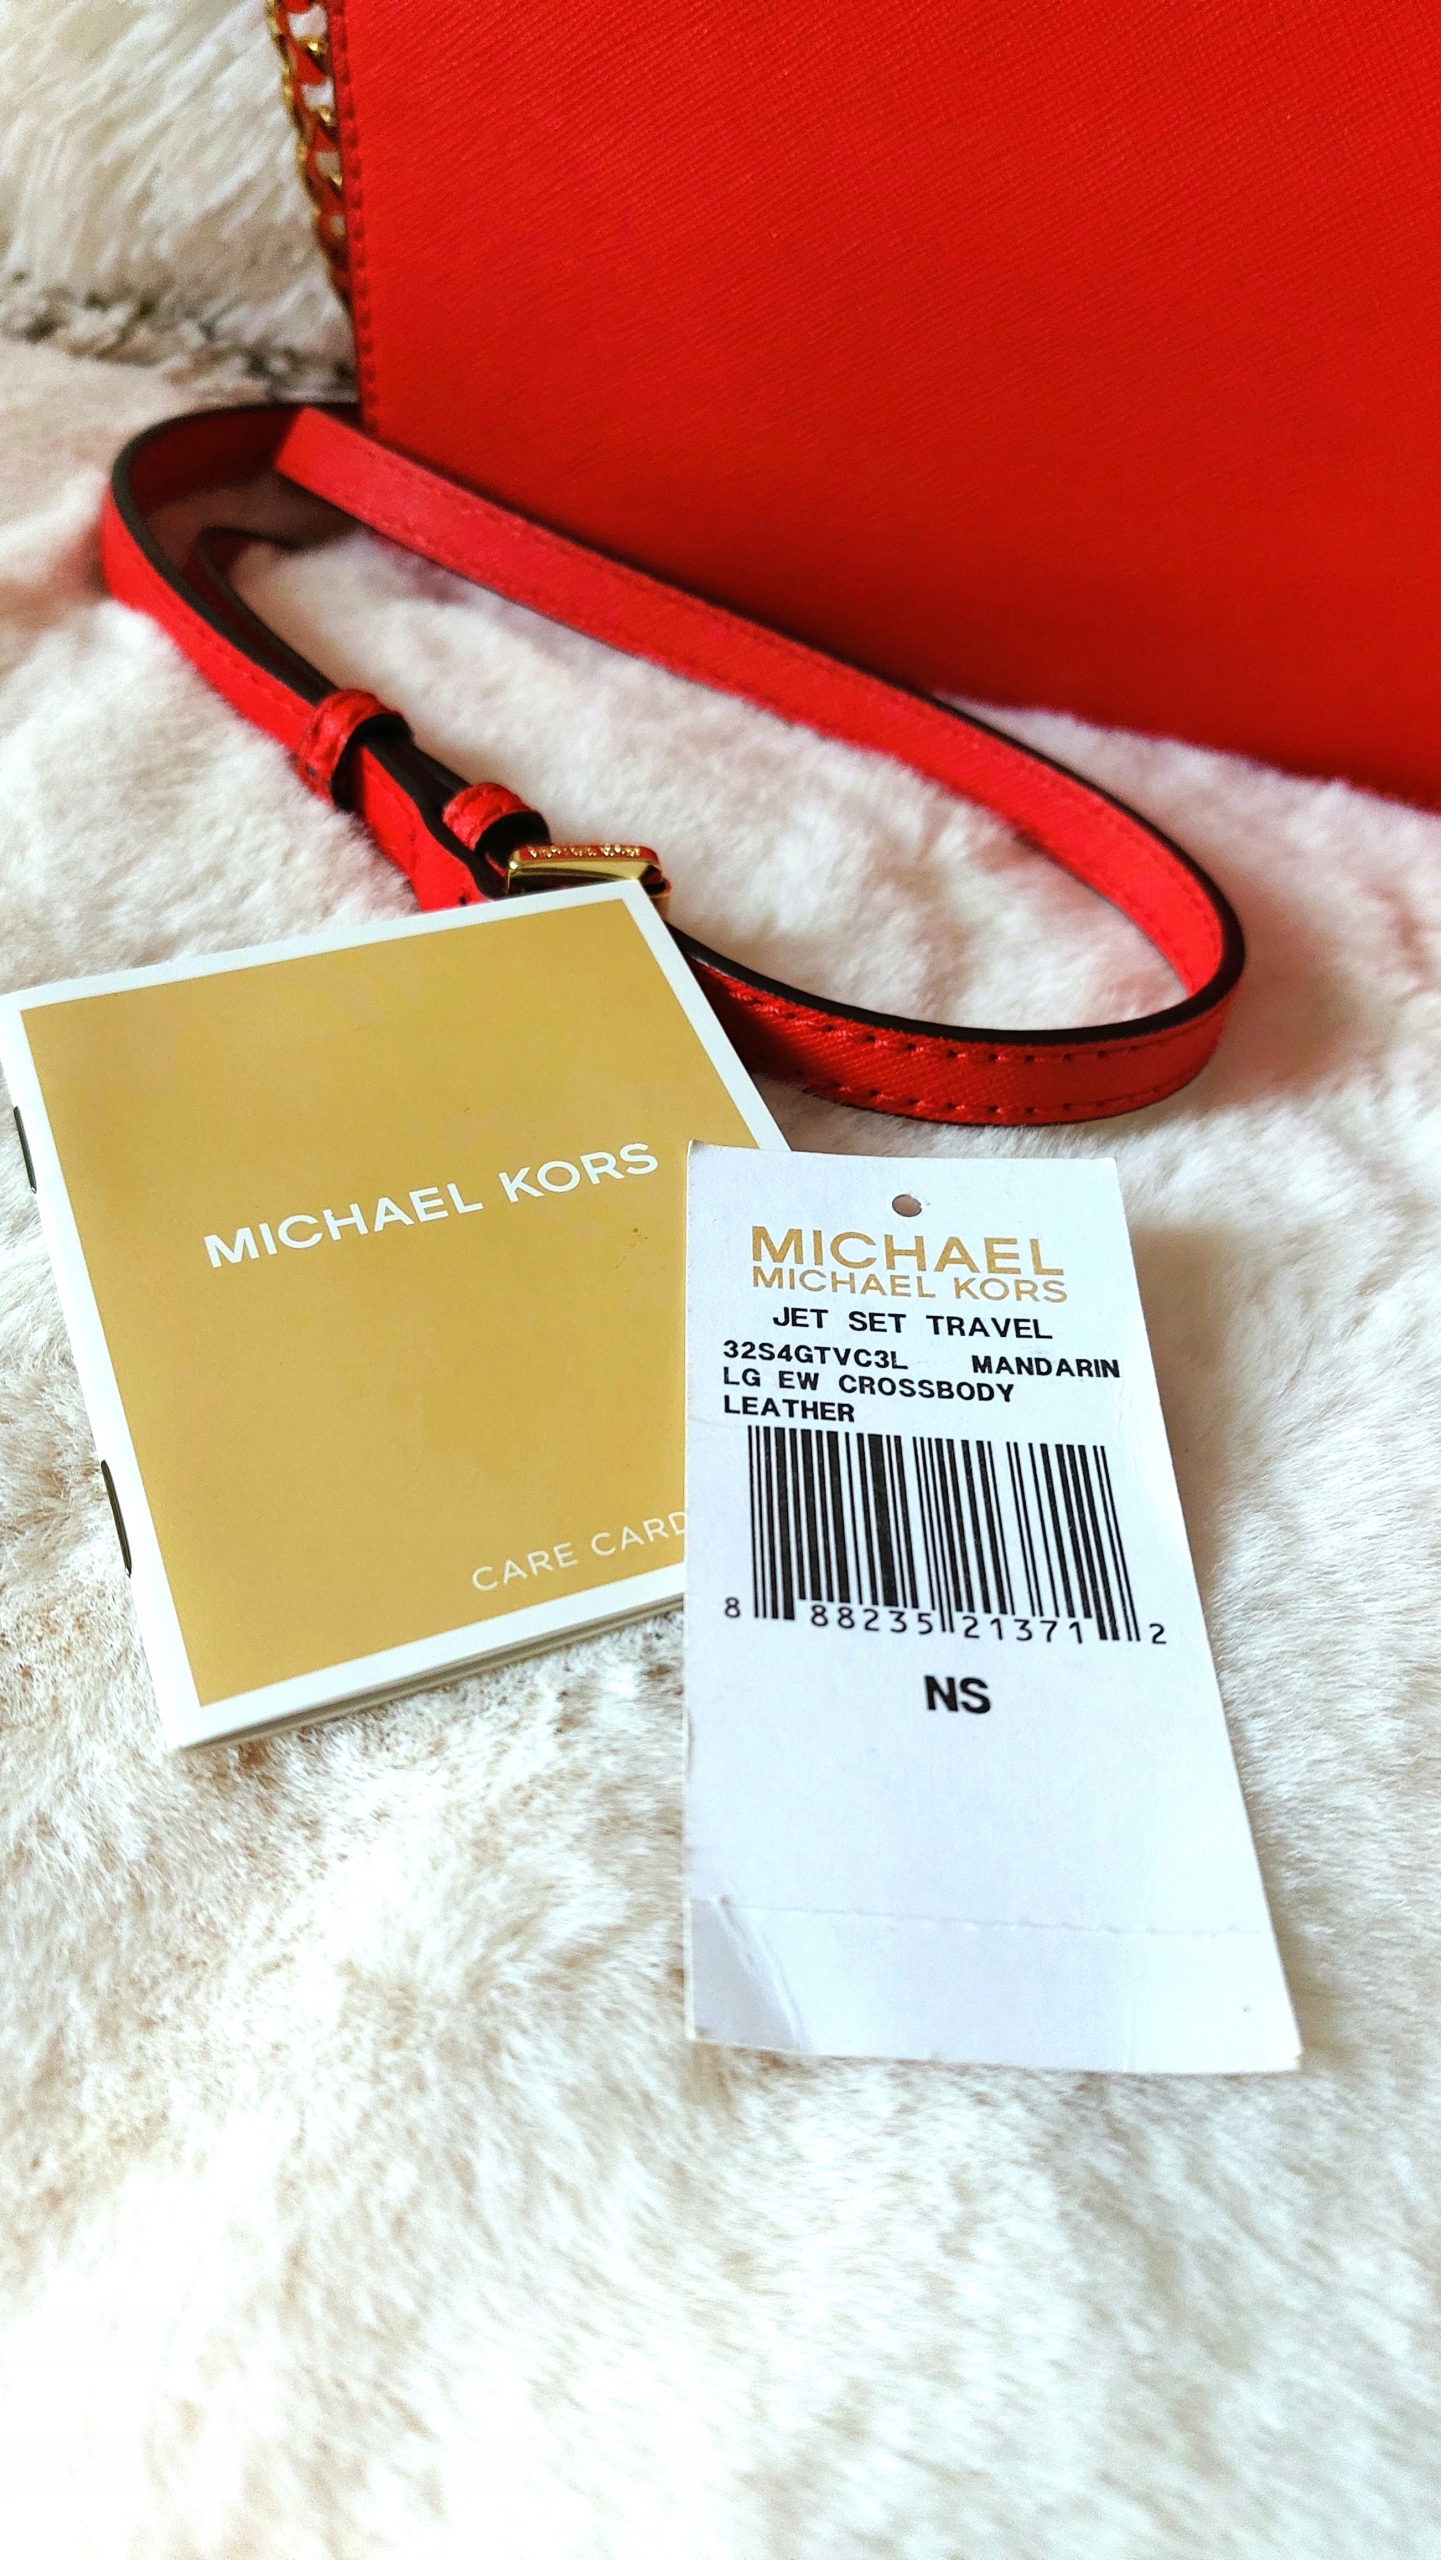 MICHAEL KORS
CARE CARD
MICHAEL
MICHAEL KORS
JET SET TRAVEL
32S4GTVC3L MANDARIN
LG EW CROSSBODY
LEATHER
8 88235 21371 2
NS